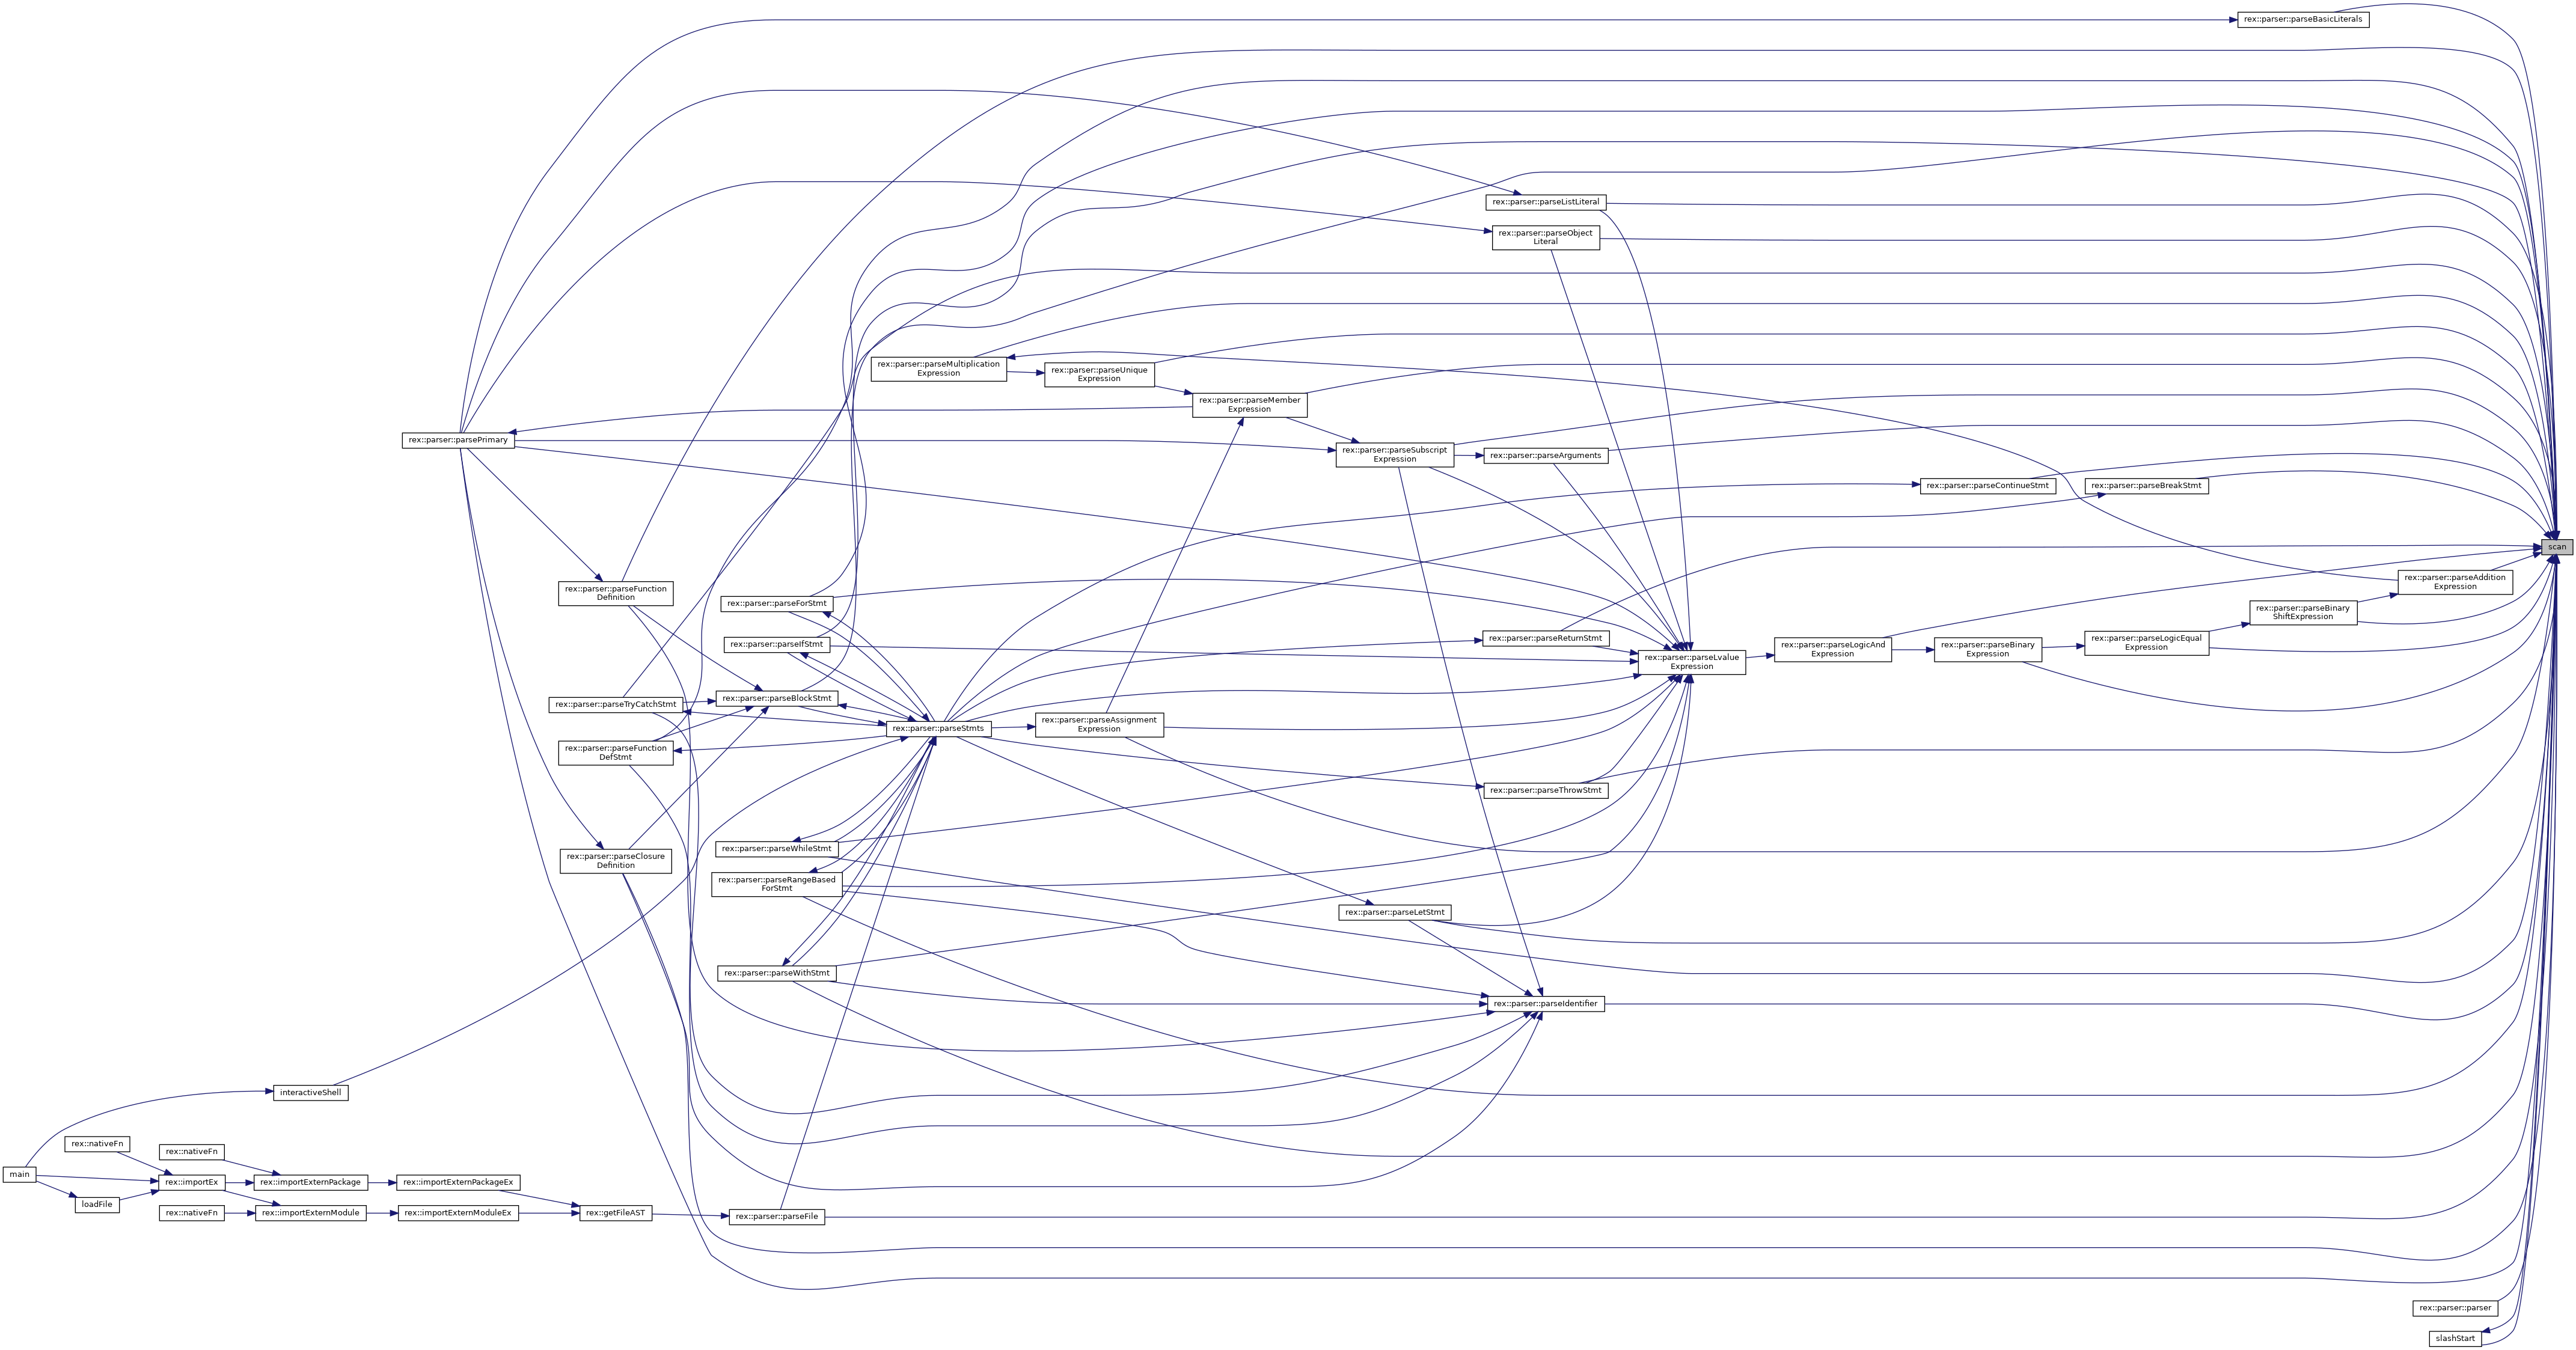 rex::parser::parseBasicLiterals
rex::parser::parseListLiteral
rex::parser::parseObject
Literal
rex::parser::parseMultiplication
Expression
rex::parser::parseUnique
Expression
rex::parser::parseMember
Expression
rex::parser::parsePrimary
rex::parser::parseSubscript
Expression
rex::parser::parseArguments
rex::parser::parseContinueStmt
rex::parser::parseBreakStmt
scan
rex::parser::parseAddition
Expression
rex::parser::parseFunction
Definition
rex::parser::parseForStmt
rex::parser::parseBinary
ShiftExpression
rex::parser::parseIfStmt
rex::parser::parseReturnStmt
rex::parser::parseLvalue
Expression
rex::parser::parseLogicAnd
Expression
rex::parser::parseBinary
Expression
rex::parser::parseLogicEqual
Expression
rex::parser::parseTryCatchStmt
rex::parser::parseBlockStmt
rex::parser::parseStmts
rex::parser::parseAssignment
Expression
rex::parser::parseFunction
DefStmt
rex::parser::parseThrowStmt
rex::parser::parseWhileStmt
rex::parser::parseClosure
Definition
rex::parser::parseRangeBased
ForStmt
rex::parser::parseLetStmt
rex::parser::parseWithStmt
rex::parser::parseIdentifier
interactiveShell
rex::nativeFn
rex::nativeFn
main
rex::importEx
rex::importExternPackage
rex::importExternPackageEx
loadFile
rex::nativeFn
rex::importExternModule
rex::importExternModuleEx
rex::getFileAST
rex::parser::parseFile
rex::parser::parser
slashStart